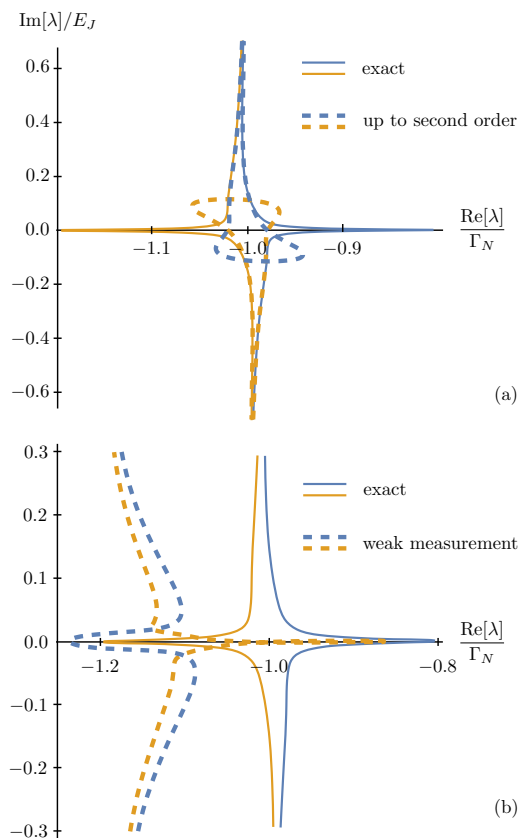 Im[λ]/E_J
0.6
exact
0.4
up to second order
0.2
0.0
−1.1
−1.0
−0.9
Re[λ]
Γ_N
−0.2
−0.4
−0.6
(a)
0.3
exact
0.2
weak measurement
0.1
0.0
−1.2
−1.0
−0.8
Re[λ]
Γ_N
−0.1
−0.2
(b)
−0.3